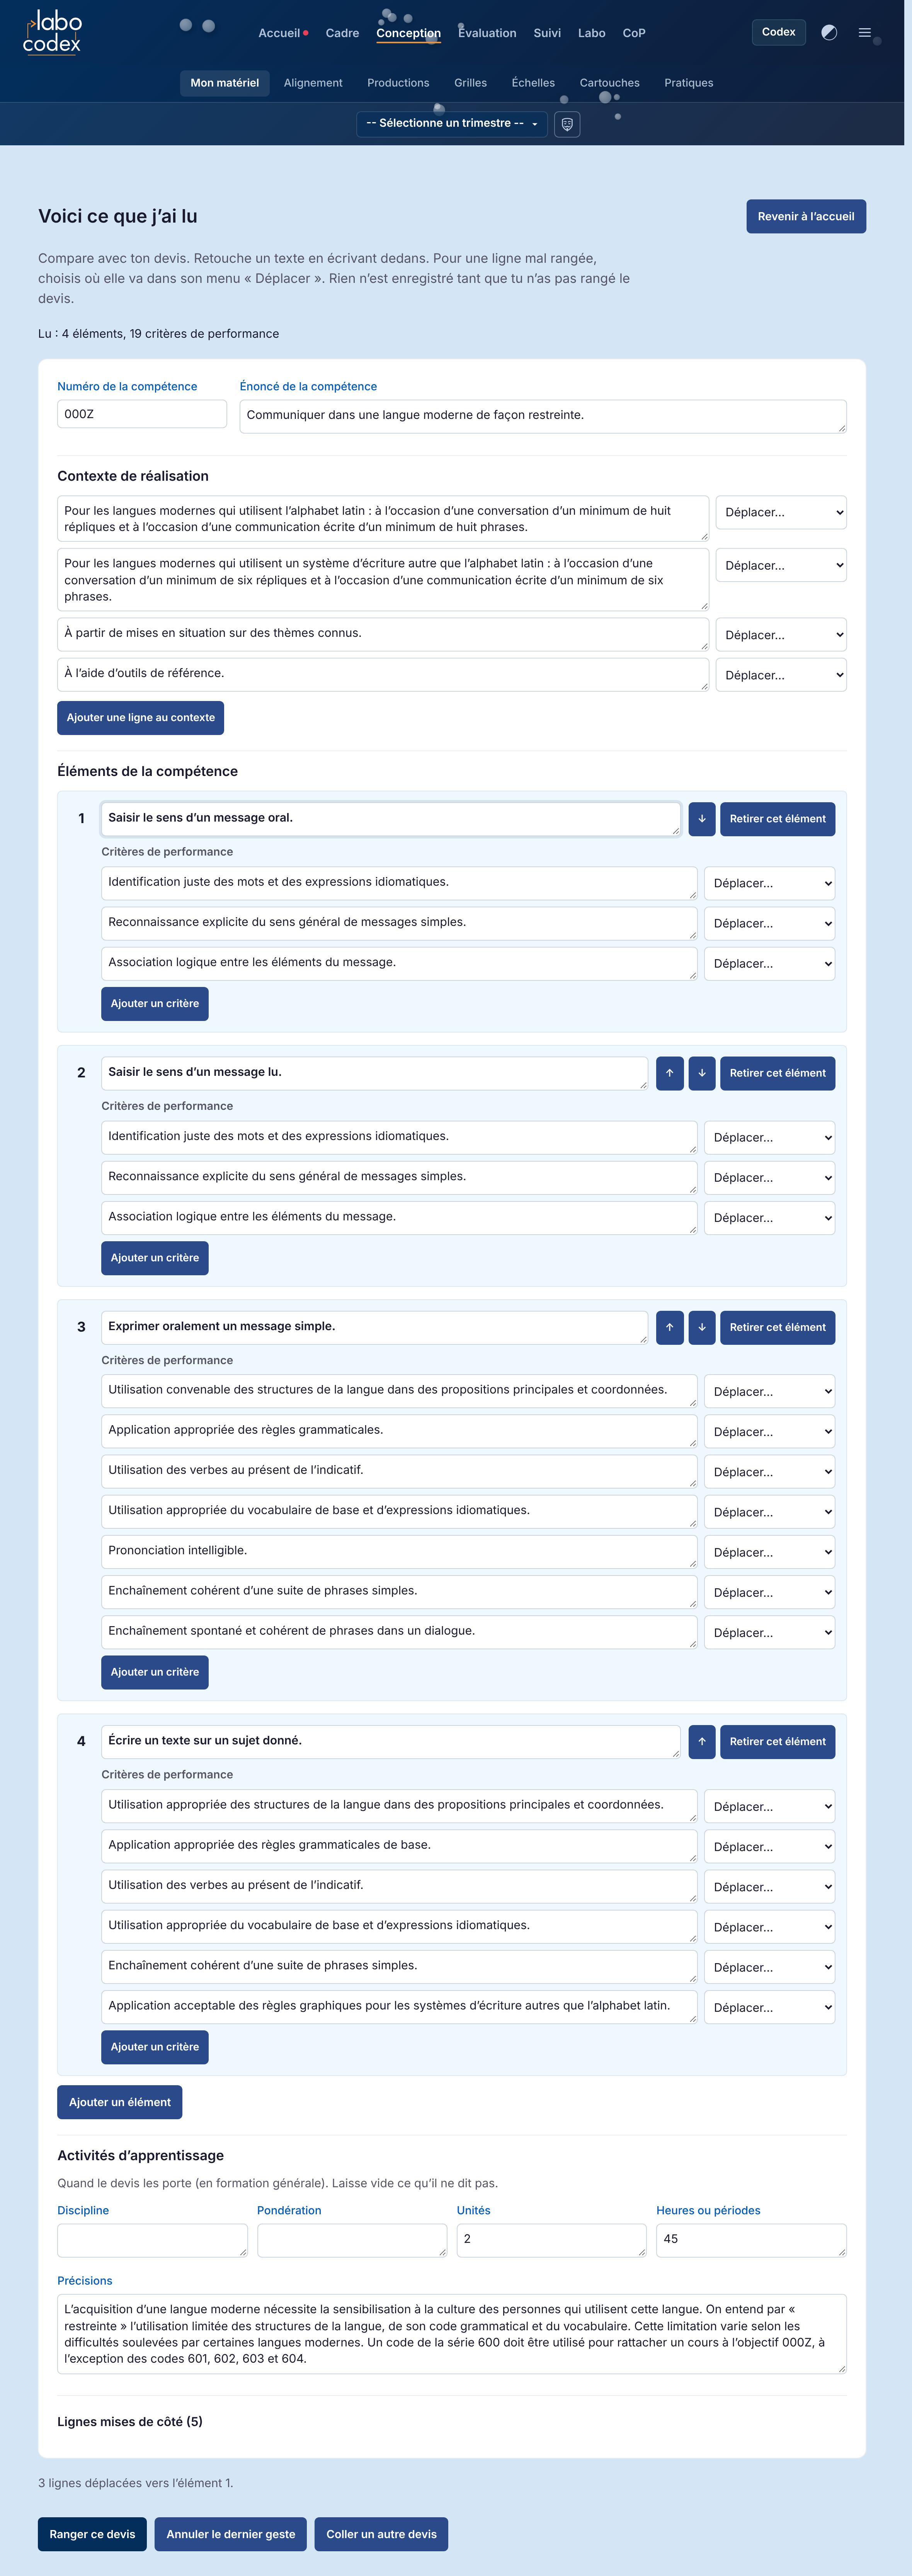 labo
codex
Accueil Cadre Conception Évaluation Suivi Labo CoP
Codex
Mon matériel Alignement Productions Grilles Échelles Cartouches Pratiques
-- Sélectionne un trimestre --
Voici ce que j’ai lu
Revenir à l’accueil
Compare avec ton devis. Retouche un texte en écrivant dedans. Pour une ligne mal rangée,
choisis où elle va dans son menu « Déplacer ». Rien n’est enregistré tant que tu n’as pas rangé le
devis.
Lu : 4 éléments, 19 critères de performance
Numéro de la compétence Énoncé de la compétence
000Z Communiquer dans une langue moderne de façon restreinte.
Contexte de réalisation
Pour les langues modernes qui utilisent l’alphabet latin : à l’occasion d’une conversation d’un minimum de huit
répliques et à l’occasion d’une communication écrite d’un minimum de huit phrases.
Déplacer...
Pour les langues modernes qui utilisent un système d’écriture autre que l’alphabet latin : à l’occasion d’une
conversation d’un minimum de six répliques et à l’occasion d’une communication écrite d’un minimum de six
phrases.
Déplacer...
À partir de mises en situation sur des thèmes connus. Déplacer...
À l’aide d’outils de référence. Déplacer...
Ajouter une ligne au contexte
Éléments de la compétence
1 Saisir le sens d’un message oral. ↓ Retirer cet élément
Critères de performance
Identification juste des mots et des expressions idiomatiques. Déplacer...
Reconnaissance explicite du sens général de messages simples. Déplacer...
Association logique entre les éléments du message. Déplacer...
Ajouter un critère
2 Saisir le sens d’un message lu. ↑ ↓ Retirer cet élément
Critères de performance
Identification juste des mots et des expressions idiomatiques. Déplacer...
Reconnaissance explicite du sens général de messages simples. Déplacer...
Association logique entre les éléments du message. Déplacer...
Ajouter un critère
3 Exprimer oralement un message simple. ↑ ↓ Retirer cet élément
Critères de performance
Utilisation convenable des structures de la langue dans des propositions principales et coordonnées. Déplacer...
Application appropriée des règles grammaticales. Déplacer...
Utilisation des verbes au présent de l’indicatif. Déplacer...
Utilisation appropriée du vocabulaire de base et d’expressions idiomatiques. Déplacer...
Prononciation intelligible. Déplacer...
Enchaînement cohérent d’une suite de phrases simples. Déplacer...
Enchaînement spontané et cohérent de phrases dans un dialogue. Déplacer...
Ajouter un critère
4 Écrire un texte sur un sujet donné. ↑ Retirer cet élément
Critères de performance
Utilisation appropriée des structures de la langue dans des propositions principales et coordonnées. Déplacer...
Application appropriée des règles grammaticales de base. Déplacer...
Utilisation des verbes au présent de l’indicatif. Déplacer...
Utilisation appropriée du vocabulaire de base et d’expressions idiomatiques. Déplacer...
Enchaînement cohérent d’une suite de phrases simples. Déplacer...
Application acceptable des règles graphiques pour les systèmes d’écriture autres que l’alphabet latin. Déplacer...
Ajouter un critère
Ajouter un élément
Activités d’apprentissage
Quand le devis les porte (en formation générale). Laisse vide ce qu’il ne dit pas.
Discipline Pondération Unités Heures ou périodes
2 45
Précisions
L’acquisition d’une langue moderne nécessite la sensibilisation à la culture des personnes qui utilisent cette langue. On entend par «
restreinte » l’utilisation limitée des structures de la langue, de son code grammatical et du vocabulaire. Cette limitation varie selon les
difficultés soulevées par certaines langues modernes. Un code de la série 600 doit être utilisé pour rattacher un cours à l’objectif 000Z, à
l’exception des codes 601, 602, 603 et 604.
Lignes mises de côté (5)
3 lignes déplacées vers l’élément 1.
Ranger ce devis Annuler le dernier geste Coller un autre devis